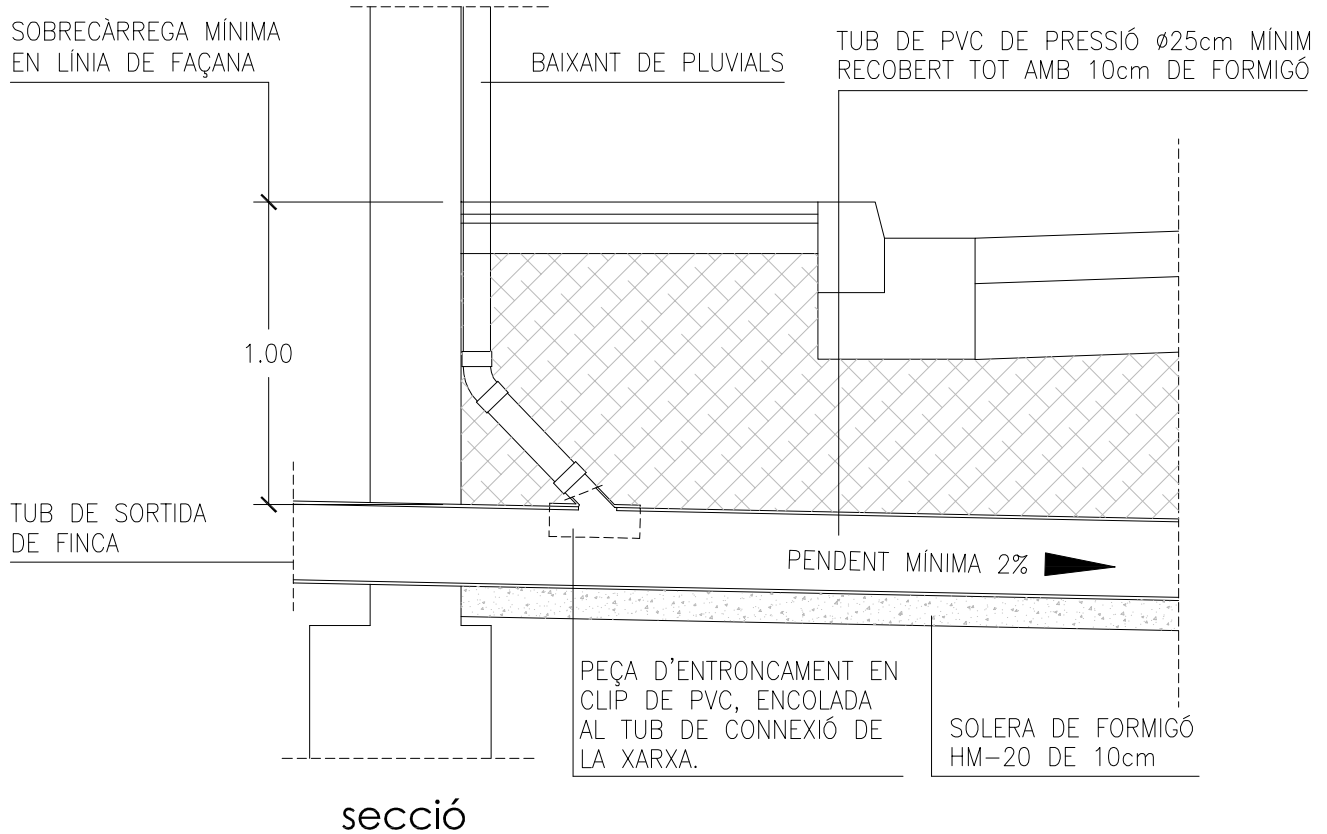 SOBRECÀRREGA MÍNIMA
EN LÍNIA DE FAÇANA
BAIXANT DE PLUVIALS
TUB DE PVC DE PRESSIÓ Ø25cm MÍNIM
RECOBERT TOT AMB 10cm DE FORMIGÓ
1.00
TUB DE SORTIDA
DE FINCA
PENDENT MÍNIMA 2%
PEÇA D'ENTRONCAMENT EN
CLIP DE PVC, ENCOLADA
AL TUB DE CONNEXIÓ DE
LA XARXA.
SOLERA DE FORMIGÓ
HM-20 DE 10cm
secció